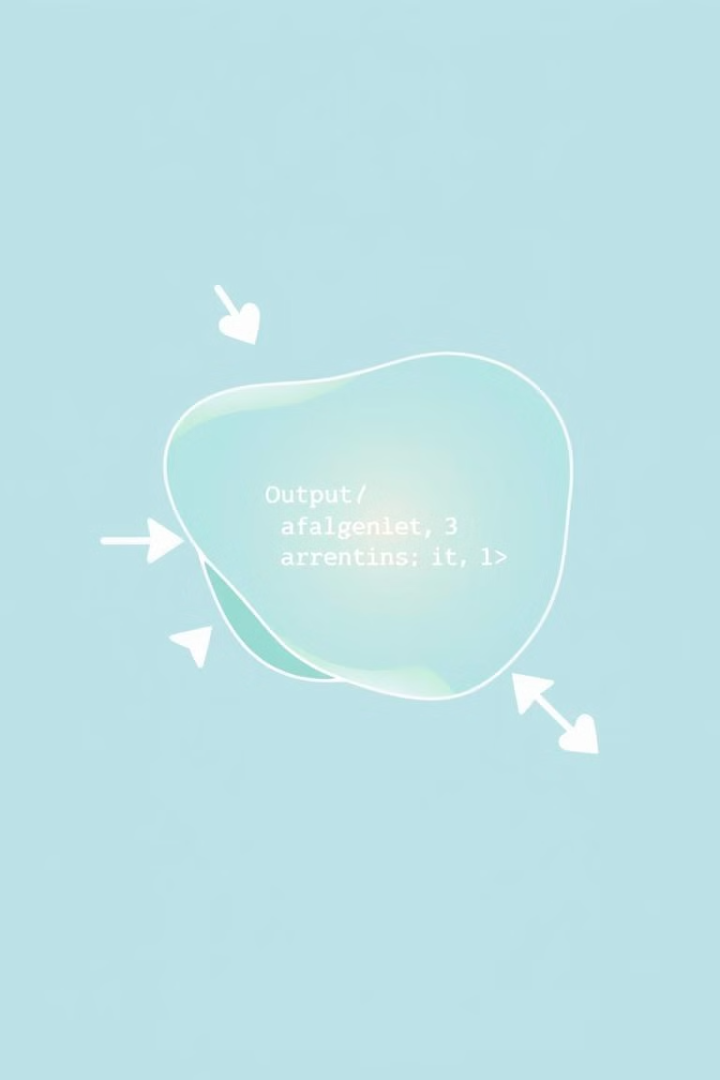 Output/
afalgenlet, 3
arrentins; it, 1>